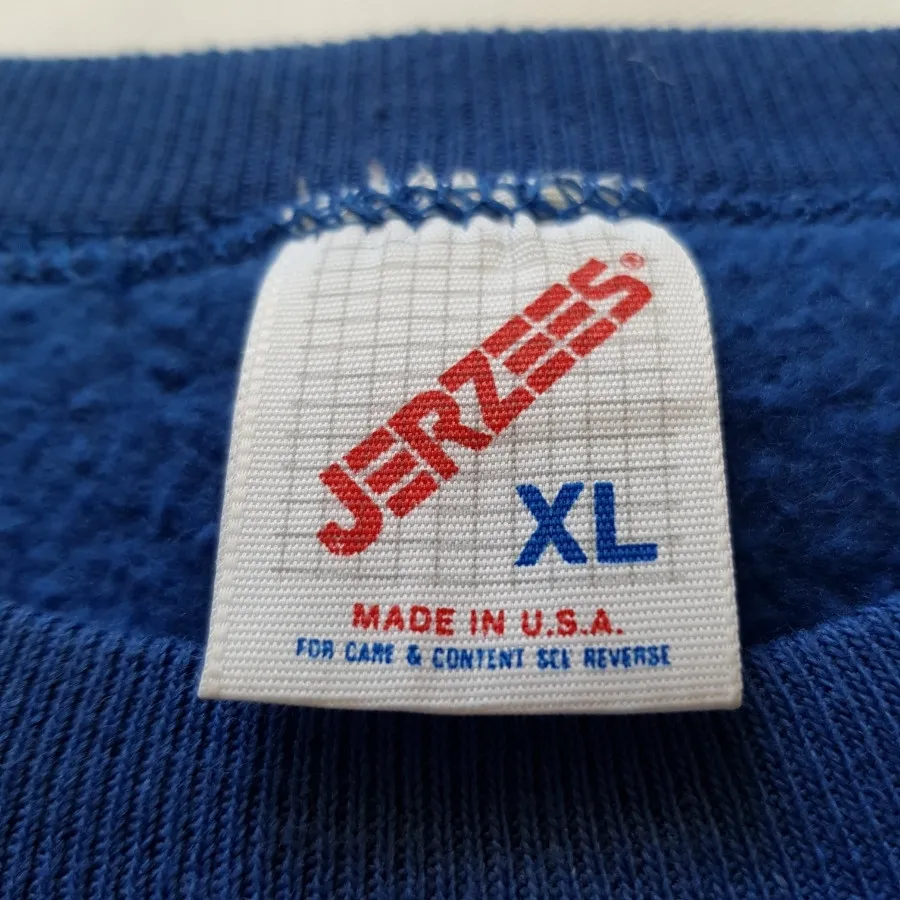 JERZEES®
XL
MADE IN U.S.A.
FOR CARE & CONTENT SEE REVERSE